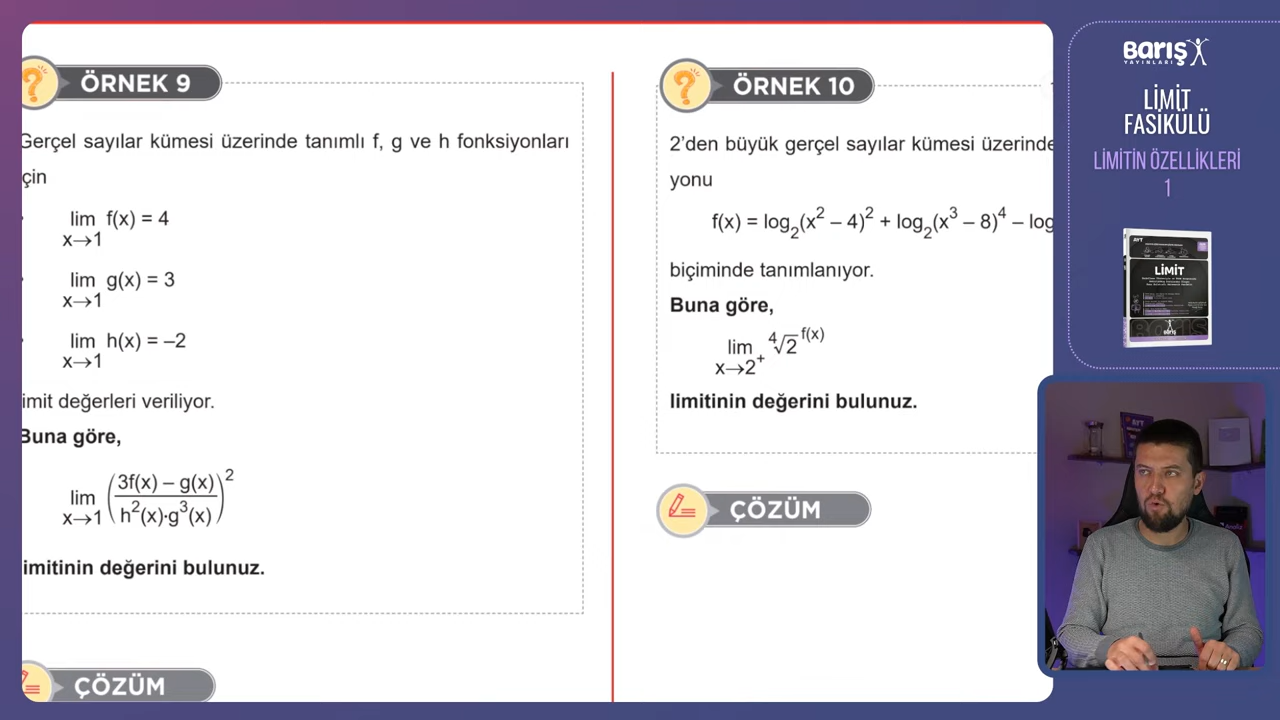 ÖRNEK 9
Gerçel sayılar kümesi üzerinde tanımlı f, g ve h fonksiyonları
çin
lim f(x) = 4
x→1
lim g(x) = 3
x→1
lim h(x) = –2
x→1
imit değerleri veriliyor.
Buna göre,
lim ((3f(x) – g(x))/(h²(x)·g³(x)))²
x→1
imitinin değerini bulunuz.
ÇÖZÜM
ÖRNEK 10
2'den büyük gerçel sayılar kümesi üzerinde
yonu
f(x) = log₂(x² – 4)² + log₂(x³ – 8)⁴ – log
biçiminde tanımlanıyor.
Buna göre,
lim ⁴√2 ^f(x)
x→2⁺
limitinin değerini bulunuz.
ÇÖZÜM
BARIŞ
YAYINLARI
LİMİT
FASİKÜLÜ
LİMİTİN ÖZELLİKLERİ
1
AYT
LİMİT
BARIŞ